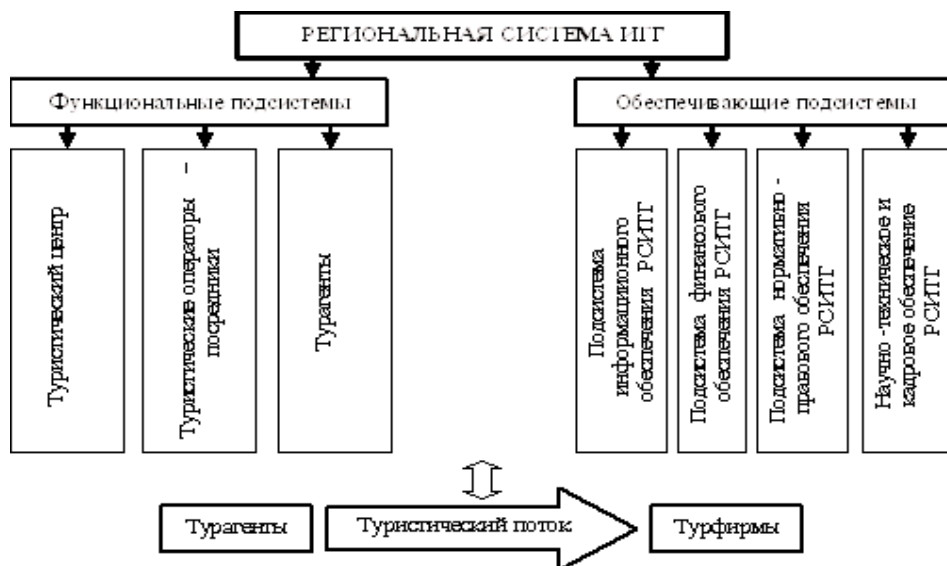 РЕГИОНАЛЬНАЯ СИСТЕМА ИТГ
Функциональные подсистемы
Обеспечивающие подсистемы
Туристический центр
Туристические операторы –
посредники
Турагенты
Подсистема
информационного
обеспечения РСИТГ
Подсистема финансового
обеспечения РСИТГ
Подсистема нормативно -
правового обеспечения
РСИТГ
Научно -техническое и
кадровое обеспечение
РСИТГ
Турагенты
Туристический поток
Турфирмы